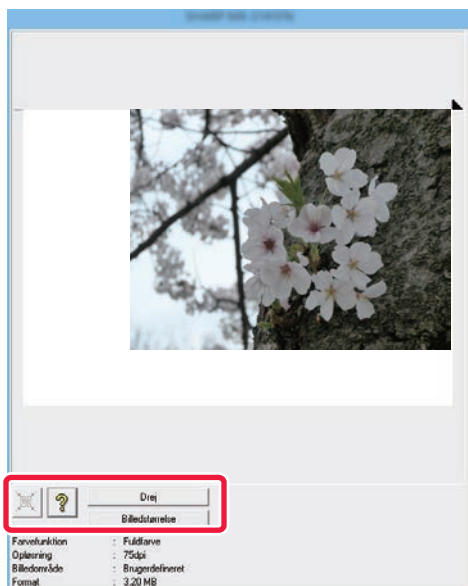 ?
Drej
Billedstørrelse
Farvefunktion : Fuldfarve
Opløsning : 75dpi
Billedområde : Brugerdefineret
Format : 3.20 MB